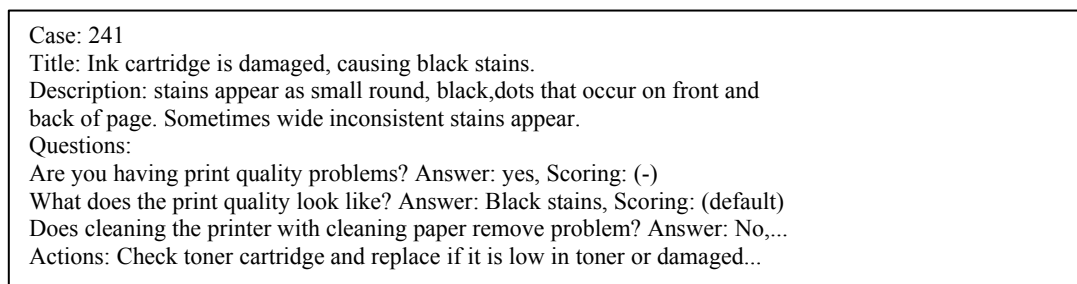 Case: 241
Title: Ink cartridge is damaged, causing black stains.
Description: stains appear as small round, black,dots that occur on front and
back of page. Sometimes wide inconsistent stains appear.
Questions:
Are you having print quality problems? Answer: yes, Scoring: (-)
What does the print quality look like? Answer: Black stains, Scoring: (default)
Does cleaning the printer with cleaning paper remove problem? Answer: No,...
Actions: Check toner cartridge and replace if it is low in toner or damaged...